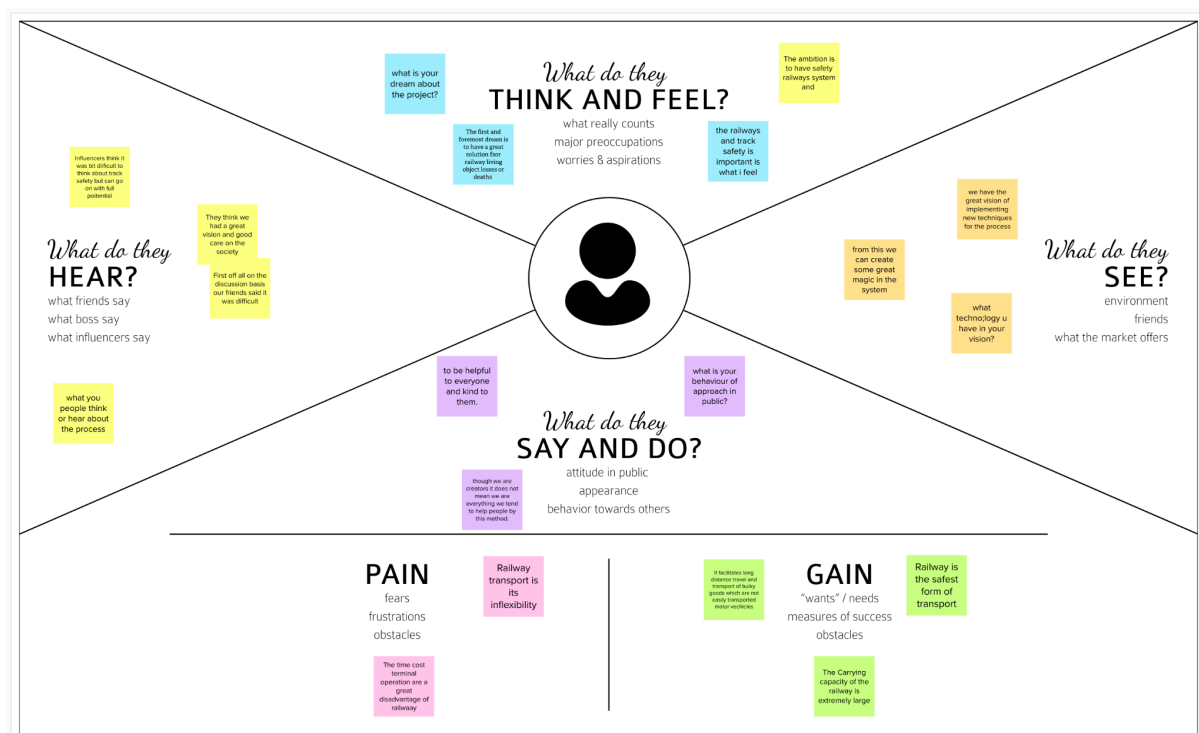 What do they
THINK AND FEEL?
what really counts
major preoccupations
worries & aspirations
what is your
dream about
the project?
The first and
foremost dream is
to have a great
solution fsor
railway living
object losses or
deaths
The ambition is
to have safety
railways system
and
the railways
and track
safety is
important is
what i feel
Influencers think it
was bit difficult to
think about track
safety but can go
on with full
poitential
They think we
had a great
vision and good
care on the
society
First off all on the
discussion basis
our friends said it
was difficult
What do they
HEAR?
what friends say
what boss say
what influencers say
what you
people think
or hear about
the process
we have the
great vision of
implementing
new techniques
for the process
from this we
can create
some great
magic in the
system
what
techno;logy u
have in your
vision?
What do they
SEE?
environment
friends
what the market offers
to be helpful
to everyone
and kind to
them.
what is your
behaviour of
approach in
public?
What do they
SAY AND DO?
attitude in public
appearance
behavior towards others
though we are
creators it does not
mean we are
everything we tend
to help people by
this method.
PAIN
fears
frustrations
obstacles
Railway
transport is
its
inflexibility
The time cost
terminal
operation are a
great
disadvantage of
railwaay
It facilitates long
distance travel and
transport of bulky
goods which are not
easily transported
motor vechicles
GAIN
"wants" / needs
measures of success
obstacles
Railway is
the safest
form of
transport
The Carrying
capacity of the
railway is
extremely large